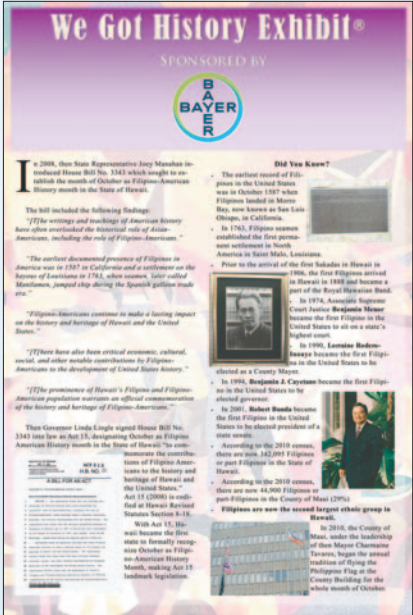 We Got History Exhibit®
SPONSORED BY
BAYER
BAYER
In 2008, then State Representative Joey Manahan in-
troduced House Bill No. 3343 which sought to es-
tablish the month of October as Filipino-American
History month in the State of Hawaii.
The bill included the following findings:
"[T]he writings and teachings of American history
have often overlooked the historical role of Asian-
Americans, including the role of Filipino-Americans."
"The earliest documented presence of Filipinos in
America was in 1587 in California and a settlement on the
bayous of Louisiana in 1763, when seamen, later called
Manilamen, jumped ship during the Spanish galleon trade
era."
"Filipino-Americans continue to make a lasting impact
on the history and heritage of Hawaii and the United
States."
"[T]here have also been critical economic, cultural,
social, and other notable contributions by Filipino-
Americans to the development of United States history."
"[T]he prominence of Hawaii's Filipino and Filipino-
American population warrants an official commemoration
of the history and heritage of Filipino-Americans."
Then Governor Linda Lingle signed House Bill No.
3343 into law as Act 15, designating October as Filipino
American History month in the State of Hawaii "to com-
memorate the contribu-
tions of Filipino Amer-
icans to the history and
heritage of Hawaii and
the United States."
Act 15 (2008) is codi-
fied at Hawaii Revised
Statutes Section 8-18.
With Act 15, Ha-
waii became the first
state to formally recog-
nize October as Filipi-
no-American History
Month, making Act 15
landmark legislation.
A BILL FOR AN ACT
Did You Know?
• The earliest record of Fili-
pinos in the United States
was in October 1587 when
Filipinos landed in Morro
Bay, now known as San Luis
Obispo, in California.
• In 1763, Filipino seamen
established the first perma-
nent settlement in North
America in Saint Malo, Louisiana.
• Prior to the arrival of the first Sakadas in Hawaii in
1906, the first Filipinos arrived
in Hawaii in 1888 and became a
part of the Royal Hawaiian Band.
• In 1974, Associate Supreme
Court Justice Benjamin Menor
became the first Filipino in the
United States to sit on a state's
highest court.
• In 1990, Lorraine Rodero-
Inouye became the first Filipi-
na in the United States to be
elected as a County Mayor.
• In 1994, Benjamin J. Cayetano became the first Filipi-
no in the United States to be
elected governor.
• In 2001, Robert Bunda became
the first Filipino in the United
States to be elected president of a
state senate.
• According to the 2010 census,
there are now 342,095 Filipinos
or part-Filipinos in the State of
Hawaii.
• According to the 2010 census,
there are now 44,900 Filipinos or
part-Filipinos in the County of Maui (29%)
• Filipinos are now the second largest ethnic group in
Hawaii.
In 2010, the County of
Maui, under the leadership
of then Mayor Charmaine
Tavares, began the annual
tradition of flying the
Philippine Flag at the
County Building for the
whole month of October.